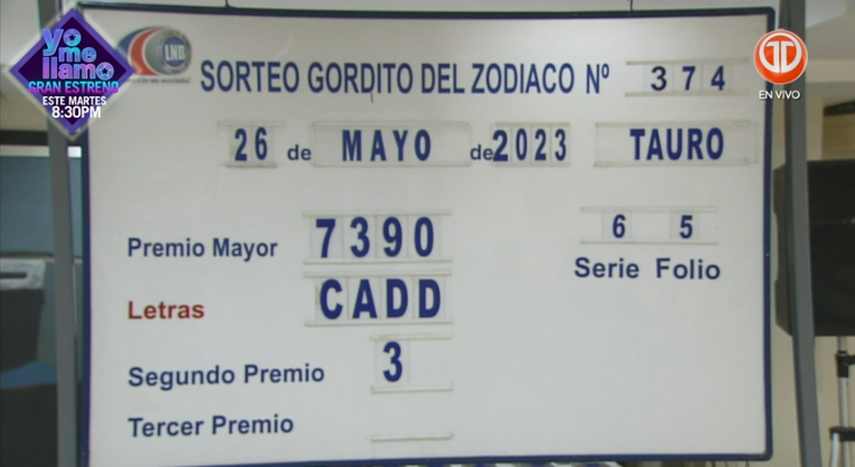 yo
me
llamo
GRAN ESTRENO
ESTE MARTES
8:30PM
LNB
EN VIVO
SORTEO GORDITO DEL ZODIACO Nº 374
26 de MAYO de 2023 TAURO
Premio Mayor 7390 6 5
Serie Folio
Letras CADD
Segundo Premio 3
Tercer Premio